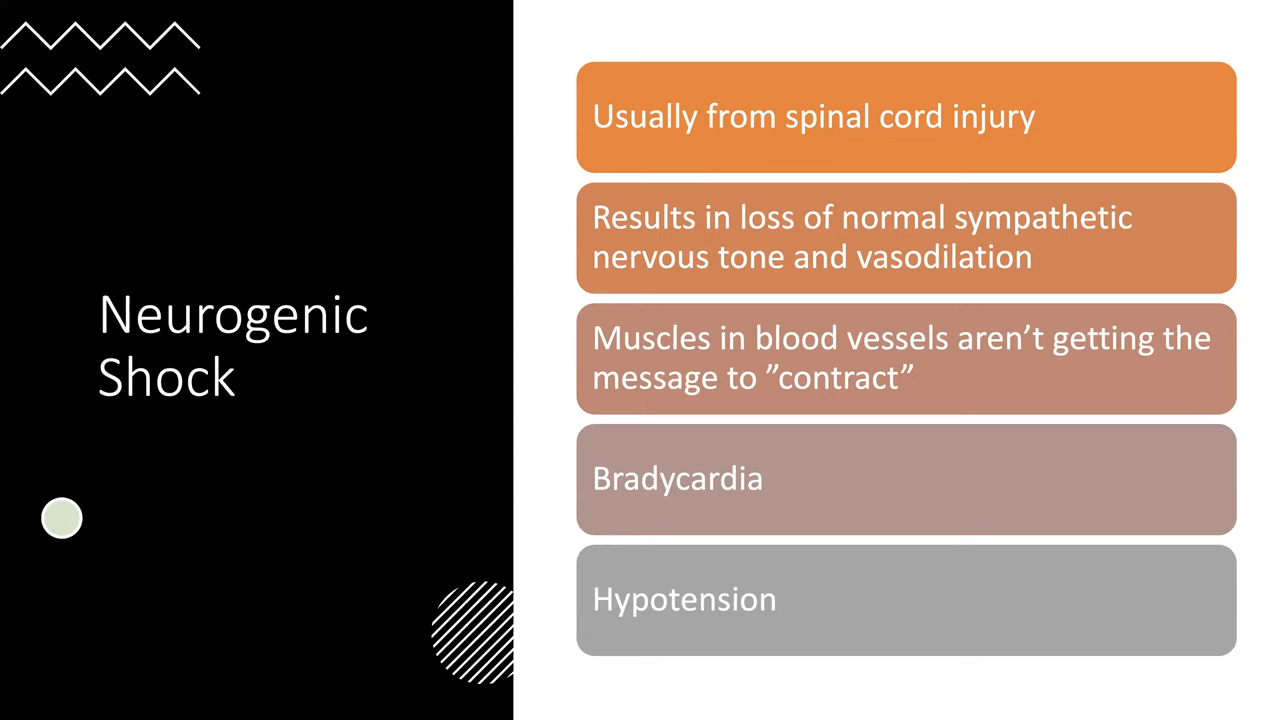 Neurogenic
Shock
Usually from spinal cord injury
Results in loss of normal sympathetic
nervous tone and vasodilation
Muscles in blood vessels aren’t getting the
message to ”contract”
Bradycardia
Hypotension